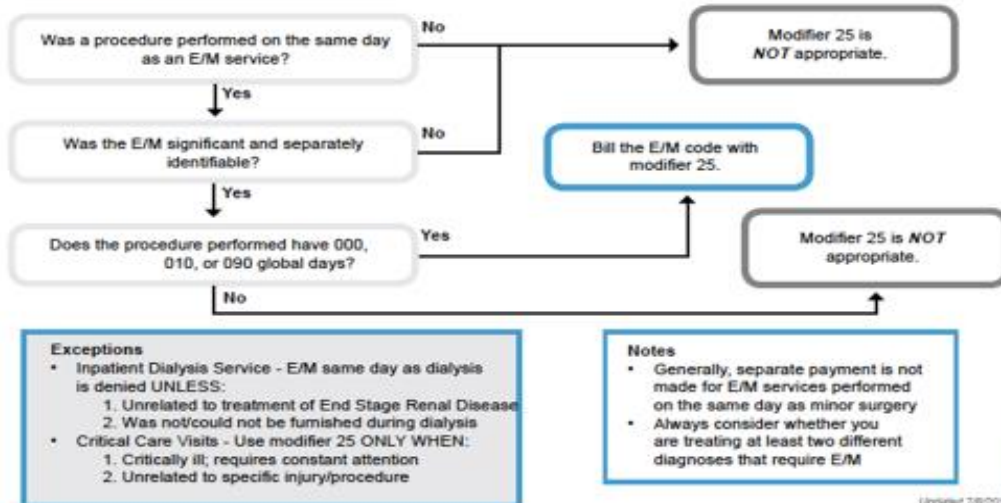 Was a procedure performed on the same day
as an E/M service?
No
Modifier 25 is
NOT appropriate.
Yes
Was the E/M significant and separately
identifiable?
No
Bill the E/M code with
modifier 25.
Yes
Does the procedure performed have 000,
010, or 090 global days?
Yes
Modifier 25 is NOT
appropriate.
No
Exceptions
• Inpatient Dialysis Service - E/M same day as dialysis
is denied UNLESS:
1. Unrelated to treatment of End Stage Renal Disease
2. Was not/could not be furnished during dialysis
• Critical Care Visits - Use modifier 25 ONLY WHEN:
1. Critically ill; requires constant attention
2. Unrelated to specific injury/procedure
Notes
• Generally, separate payment is not
made for E/M services performed
on the same day as minor surgery
• Always consider whether you
are treating at least two different
diagnoses that require E/M
Updated